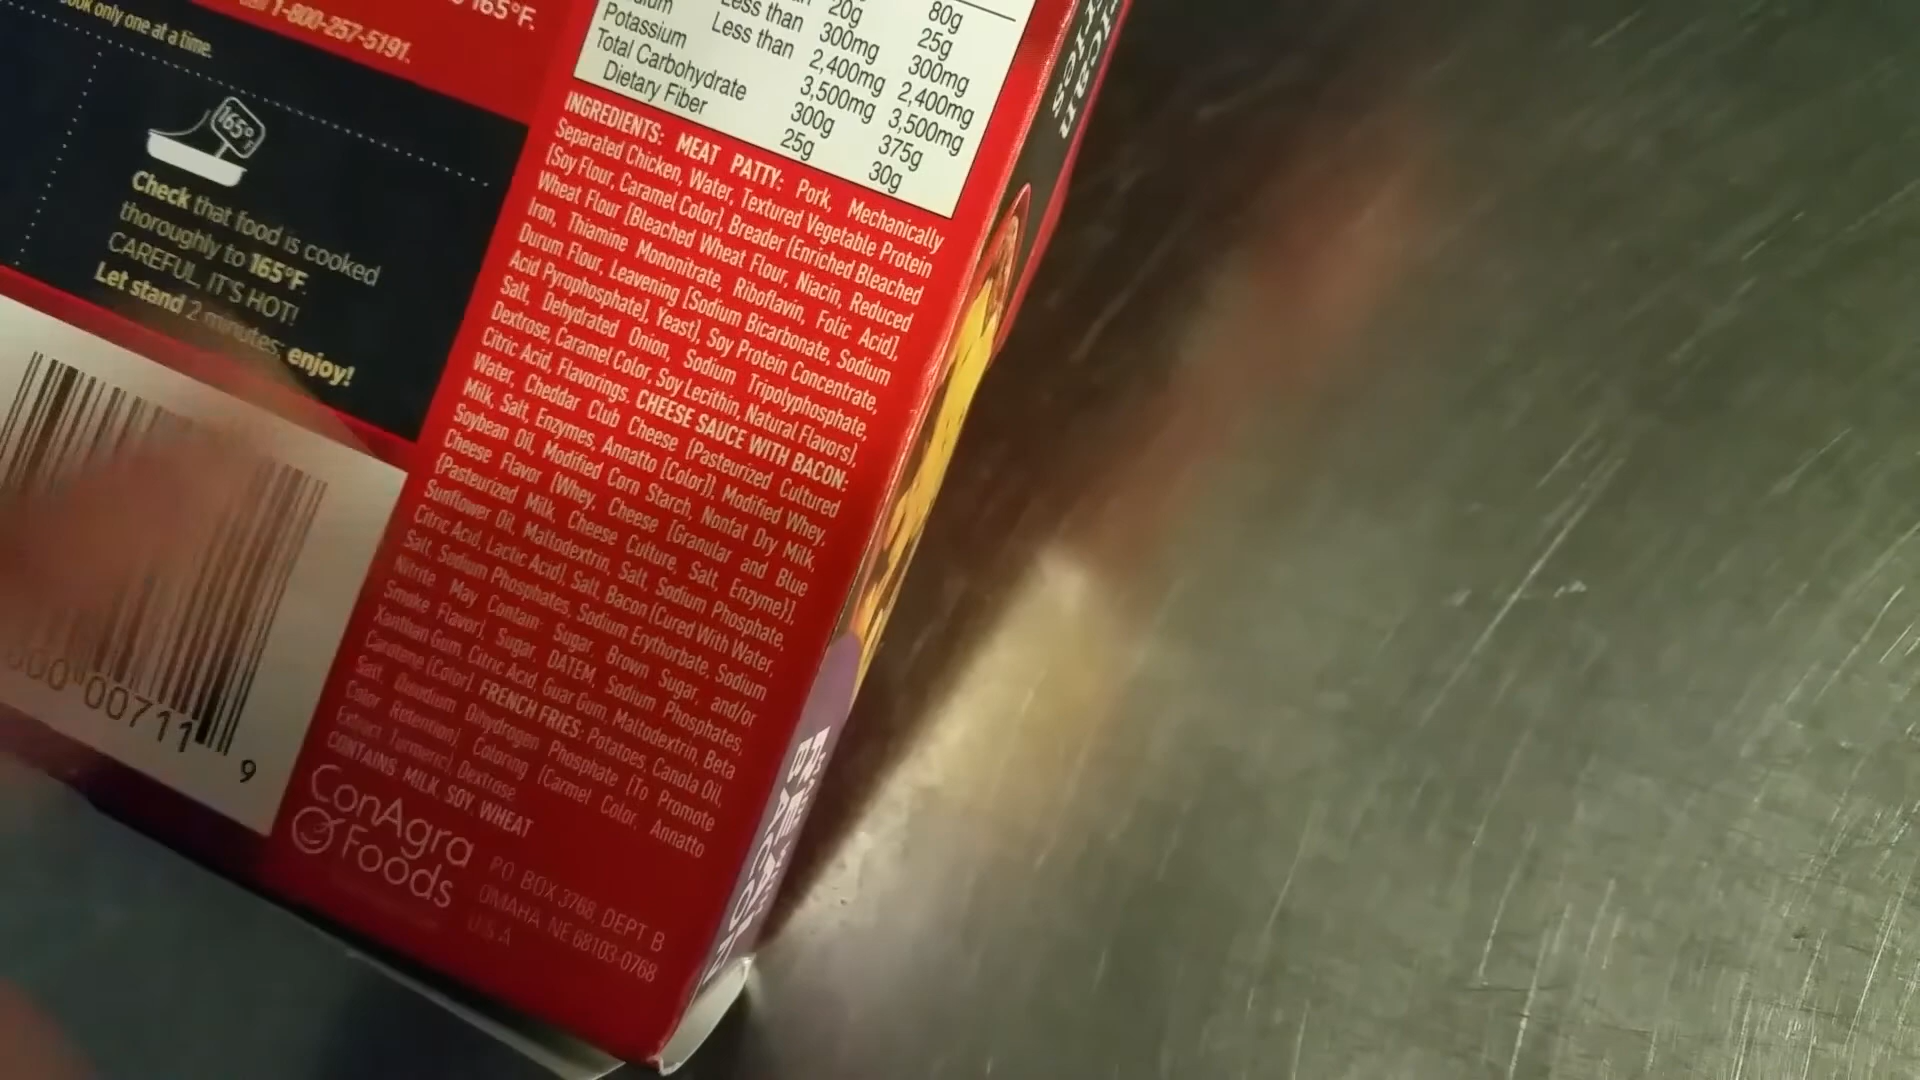 165°F.
1-800-257-5191.
only one at a time.
165°F
Check that food is cooked
thoroughly to 165°F.
CAREFUL, IT'S HOT!
Let stand 2 minutes; enjoy!
00711
9
20g 80g
Less than 25g
Less than 300mg 300mg
Potassium 2,400mg 2,400mg
Total Carbohydrate 3,500mg 3,500mg
Dietary Fiber 300g 375g
25g 30g
INGREDIENTS: MEAT PATTY: Pork, Mechanically
Separated Chicken, Water, Textured Vegetable Protein
(Soy Flour, Caramel Color), Breader (Enriched Bleached
Wheat Flour [Bleached Wheat Flour, Niacin, Reduced
Iron, Thiamine Mononitrate, Riboflavin, Folic Acid],
Durum Flour, Leavening [Sodium Bicarbonate, Sodium
Acid Pyrophosphate], Yeast), Soy Protein Concentrate,
Salt, Dehydrated Onion, Sodium Tripolyphosphate,
Dextrose, Caramel Color, Soy Lecithin, Natural Flavors),
Citric Acid, Flavorings. CHEESE SAUCE WITH BACON:
Water, Cheddar Club Cheese (Pasteurized Cultured
Milk, Salt, Enzymes, Annatto [Color]), Modified Whey,
Soybean Oil, Modified Corn Starch, Nonfat Dry Milk,
Cheese Flavor (Whey, Cheese [Granular and Blue
(Pasteurized Milk, Cheese Culture, Salt, Enzyme)],
Sunflower Oil, Maltodextrin, Salt, Sodium Phosphate,
Citric Acid, Lactic Acid), Salt, Bacon (Cured With Water,
Salt, Sodium Phosphates, Sodium Erythorbate, Sodium
Nitrite May Contain Sugar, Brown Sugar, and/or
Smoke Flavor), Sugar, DATEM, Sodium Phosphates,
Xanthan Gum, Citric Acid, Guar Gum, Maltodextrin, Beta
Carotene (Color). FRENCH FRIES: Potatoes, Canola Oil,
Salt, Disodium Dihydrogen Phosphate (To Promote
Color Retention), Coloring (Carmel Color, Annatto
Extract Turmeric), Dextrose.
CONTAINS: MILK, SOY, WHEAT
ConAgra
Foods
P.O. BOX 3768, DEPT B
OMAHA, NE 68103-0768
U.S.A.